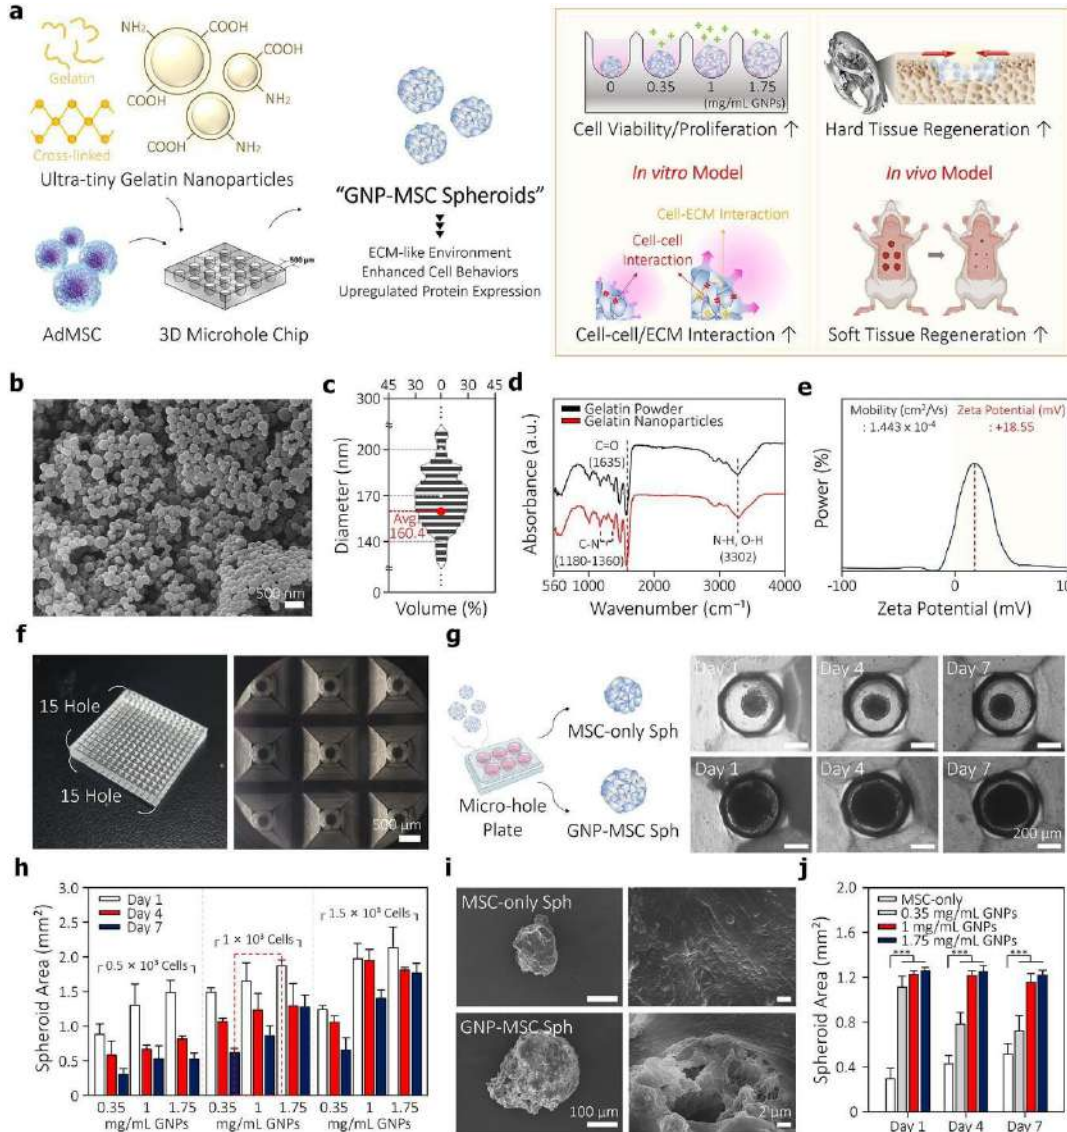 a
Gelatin
Cross-linked
NH2
COOH
COOH
COOH
NH2
COOH
NH2
Ultra-tiny Gelatin Nanoparticles
AdMSC
500 µm
3D Microhole Chip
"GNP-MSC Spheroids"
ECM-like Environment
Enhanced Cell Behaviors
Upregulated Protein Expression
0 0.35 1 1.75
(mg/mL GNPs)
Cell Viability/Proliferation ↑
Hard Tissue Regeneration ↑
In vitro Model
In vivo Model
Cell-ECM Interaction
Cell-cell
Interaction
Cell-cell/ECM Interaction ↑
Soft Tissue Regeneration ↑
b
500 nm
c
45 30 0 30 45
300
200
170
140
0
Avg
160.4
Diameter (nm)
Volume (%)
d
Gelatin Powder
Gelatin Nanoparticles
C=O
(1635)
C-N
(1180-1360)
N-H, O-H
(3302)
Absorbance (a.u.)
560 1000 2000 3000 4000
Wavenumber (cm⁻¹)
e
Mobility (cm²/Vs)
: 1.443 x 10⁻⁴
Zeta Potential (mV)
: +18.55
Power (%)
-100 0 10
Zeta Potential (mV)
f
15 Hole
15 Hole
500 µm
g
Micro-hole
Plate
MSC-only Sph
GNP-MSC Sph
Day 1 Day 4 Day 7
Day 1 Day 4 Day 7
200 µm
h
Day 1
Day 4
Day 7
0.5 × 10³ Cells
1 × 10³ Cells
1.5 × 10³ Cells
Spheroid Area (mm²)
3.0
2.5
2.0
1.5
1.0
0.5
0
0.35 1 1.75 0.35 1 1.75 0.35 1 1.75
mg/mL GNPs mg/mL GNPs mg/mL GNPs
i
MSC-only Sph
GNP-MSC Sph
100 µm
2 µm
j
MSC-only
0.35 mg/mL GNPs
1 mg/mL GNPs
1.75 mg/mL GNPs
*** *** ***
Spheroid Area (mm²)
2.0
1.6
1.2
0.8
0.4
0
Day 1 Day 4 Day 7